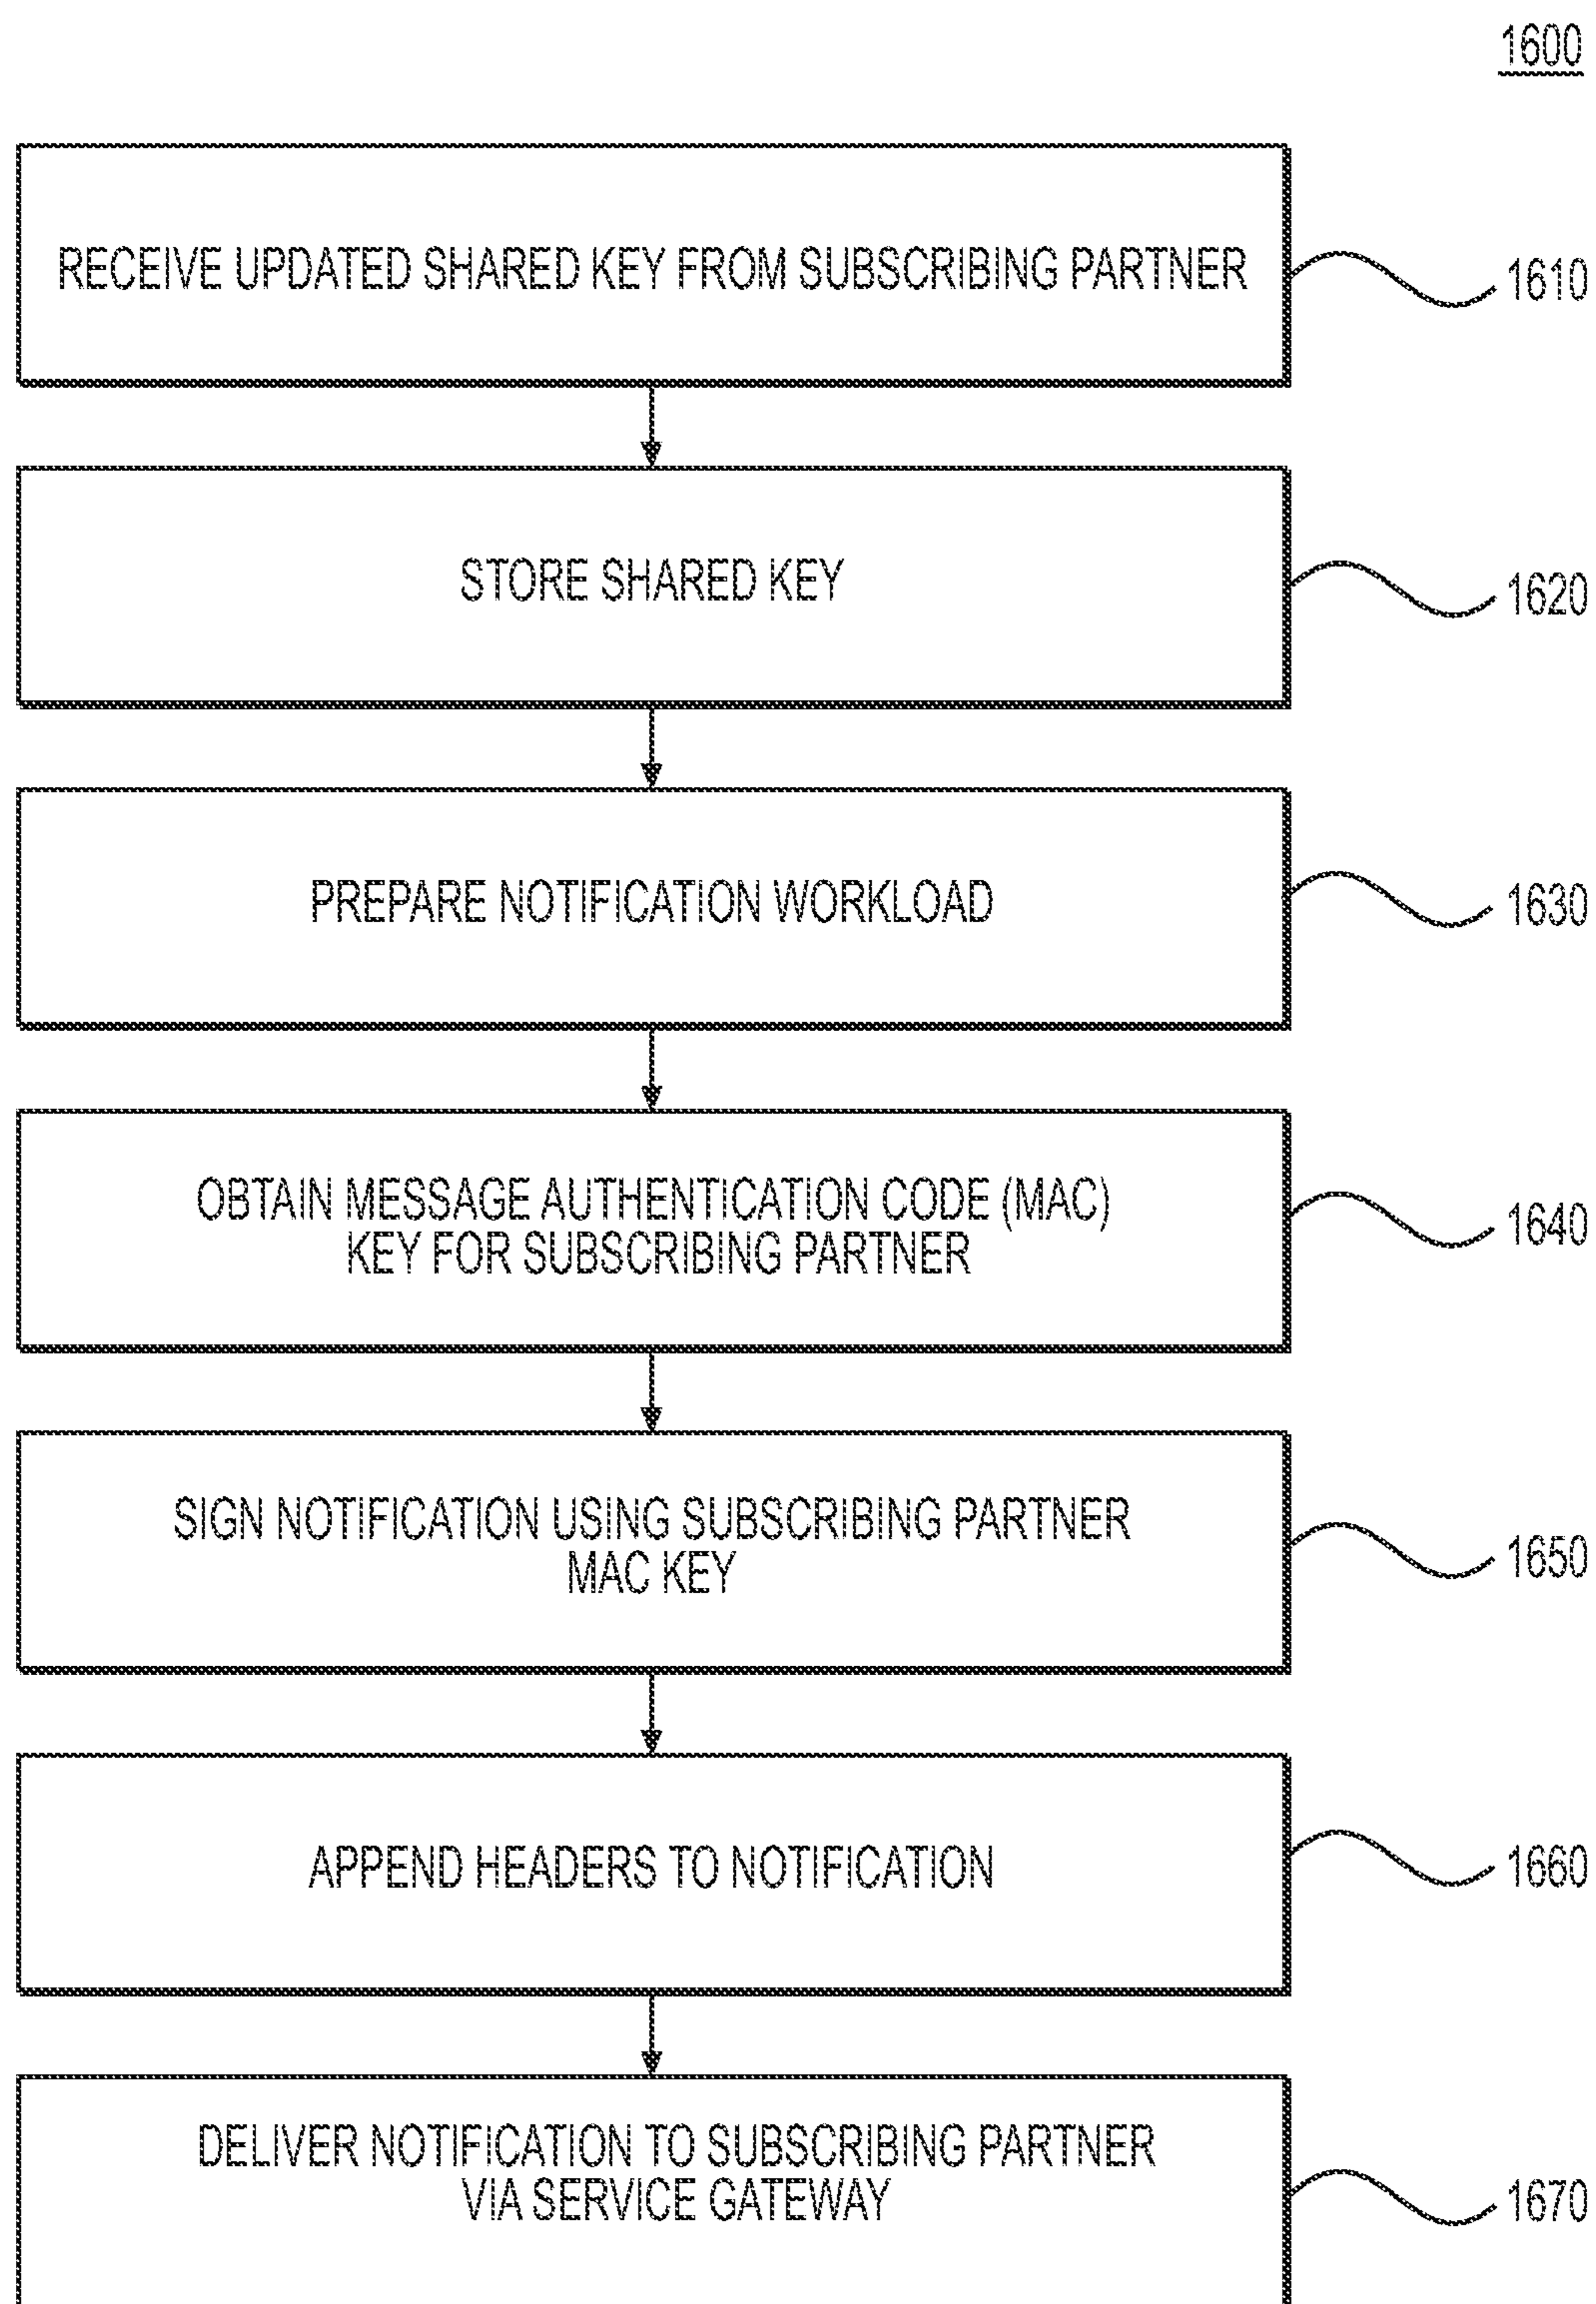 1600
RECEIVE UPDATED SHARED KEY FROM SUBSCRIBING PARTNER
1610
STORE SHARED KEY
1620
PREPARE NOTIFICATION WORKLOAD
1630
OBTAIN MESSAGE AUTHENTICATION CODE (MAC)
KEY FOR SUBSCRIBING PARTNER
1640
SIGN NOTIFICATION USING SUBSCRIBING PARTNER
MAC KEY
1650
APPEND HEADERS TO NOTIFICATION
1660
DELIVER NOTIFICATION TO SUBSCRIBING PARTNER
VIA SERVICE GATEWAY
1670